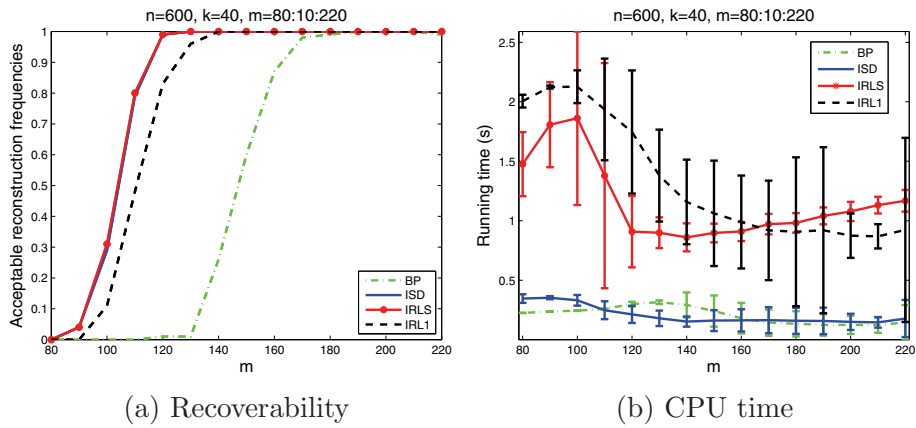 n=600, k=40, m=80:10:220
Acceptable reconstruction frequencies
1
0.9
0.8
0.7
0.6
0.5
0.4
0.3
0.2
0.1
0
80 100 120 140 160 180 200 220
m
BP
ISD
IRLS
IRL1
(a) Recoverability
n=600, k=40, m=80:10:220
Running time (s)
2.5
2
1.5
1
0.5
80 100 120 140 160 180 200 220
m
BP
ISD
IRLS
IRL1
(b) CPU time